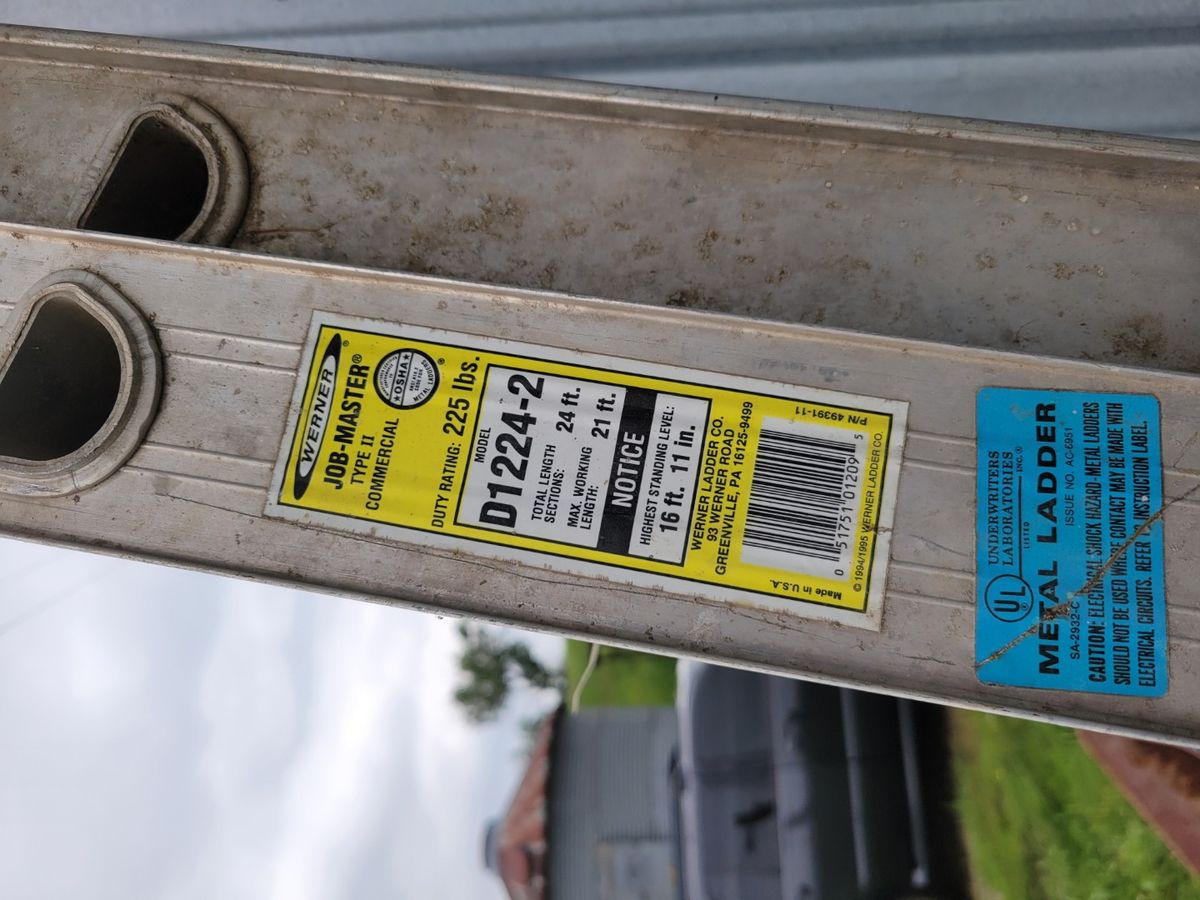 WERNER®
JOB-MASTER®
TYPE II
COMMERCIAL
OSHA
METAL LADDERS
DUTY RATING: 225 lbs.
MODEL
D1224-2
TOTAL LENGTH
SECTIONS: 24 ft.
MAX. WORKING
LENGTH: 21 ft.
NOTICE
HIGHEST STANDING LEVEL:
16 ft. 11 in.
WERNER LADDER CO.
93 WERNER ROAD
GREENVILLE, PA 16125-9499
0 51751 01209 5
Made in U.S.A. P/N 49391-11
© 1994/1995 WERNER LADDER CO.
UL
UNDERWRITERS
LABORATORIES INC.®
LISTED
METAL LADDER
SA-2932-C ISSUE NO. AC-6951
CAUTION: ELECTRICAL SHOCK HAZARD-METAL LADDERS
SHOULD NOT BE USED WHERE CONTACT MAY BE MADE WITH
ELECTRICAL CIRCUITS. REFER TO INSTRUCTION LABEL.